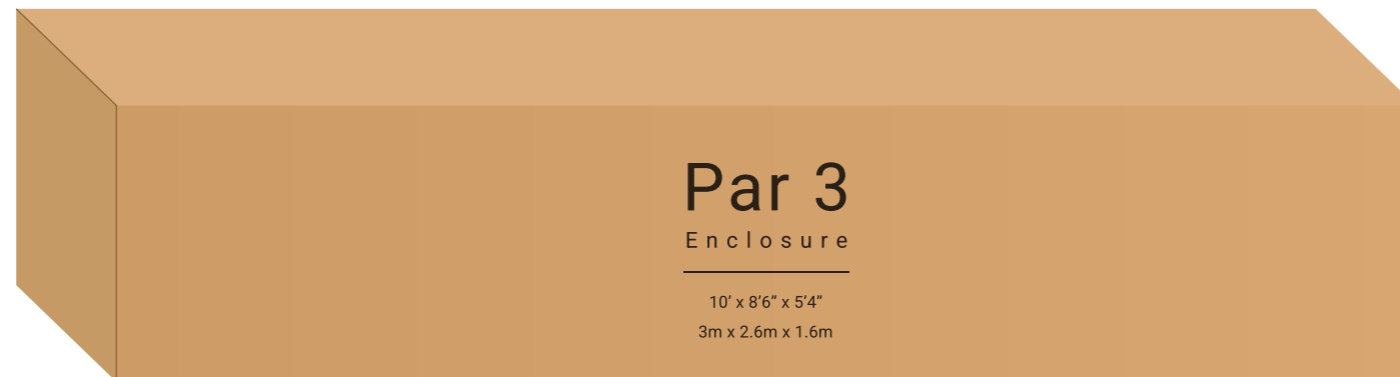 Par 3
Enclosure
10’ x 8’6” x 5’4”
3m x 2.6m x 1.6m